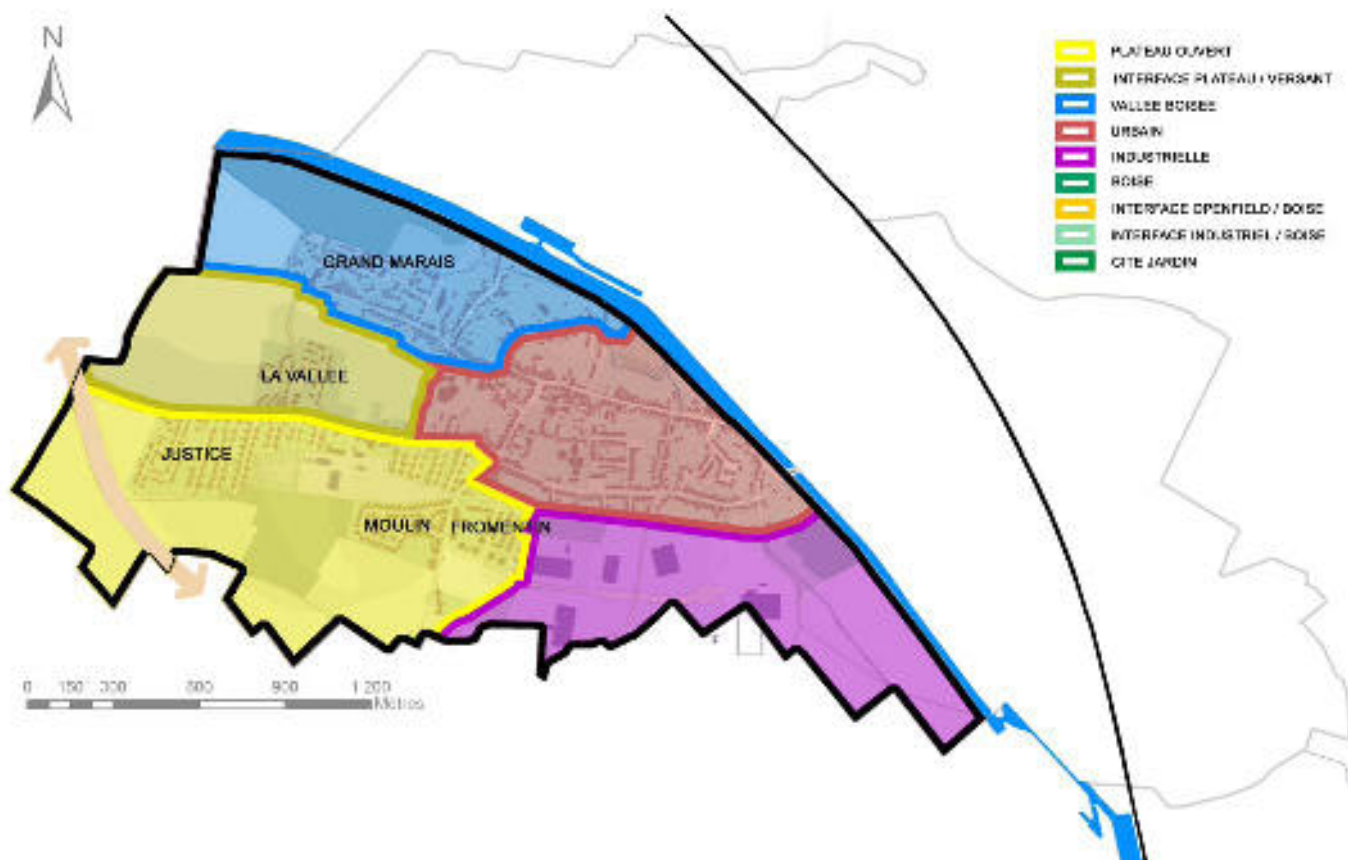 N
PLATEAU OUVERT
INTERFACE PLATEAU / VERSANT
VALLEE BOISEE
URBAIN
INDUSTRIELLE
BOISE
INTERFACE OPENFIELD / BOISE
INTERFACE INDUSTRIEL / BOISE
CITE JARDIN
GRAND MARAIS
LA VALLEE
JUSTICE
MOULIN
FROMENTIN
0 150 300 600 900 1 200
Mètres